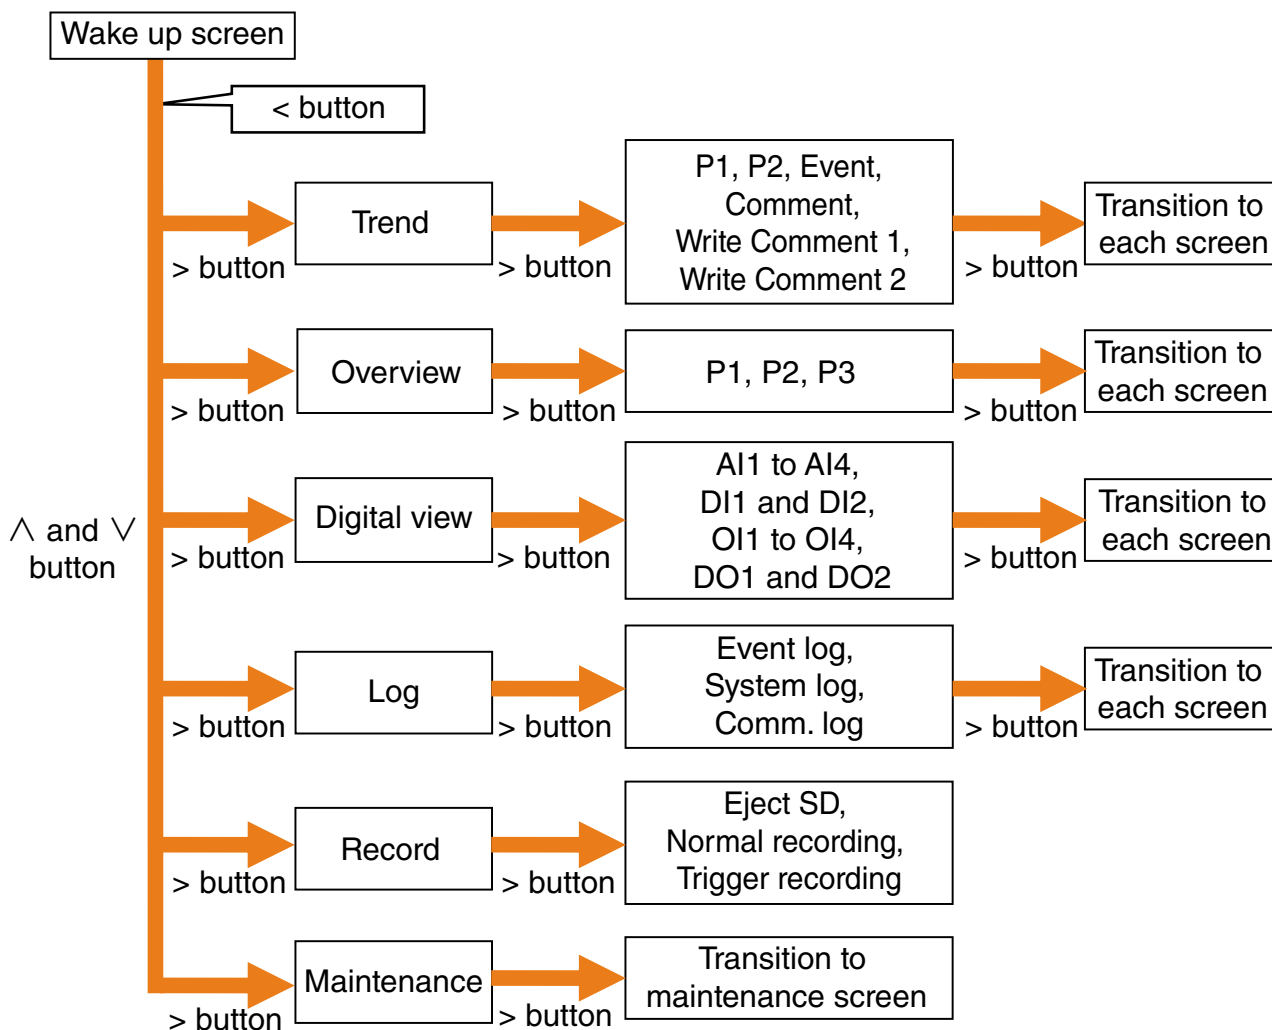 Wake up screen
< button
∧ and ∨
button
> button
Trend
> button
P1, P2, Event,
Comment,
Write Comment 1,
Write Comment 2
> button
Transition to
each screen
> button
Overview
> button
P1, P2, P3
> button
Transition to
each screen
> button
Digital view
> button
AI1 to AI4,
DI1 and DI2,
OI1 to OI4,
DO1 and DO2
> button
Transition to
each screen
> button
Log
> button
Event log,
System log,
Comm. log
> button
Transition to
each screen
> button
Record
> button
Eject SD,
Normal recording,
Trigger recording
> button
Maintenance
> button
Transition to
maintenance screen